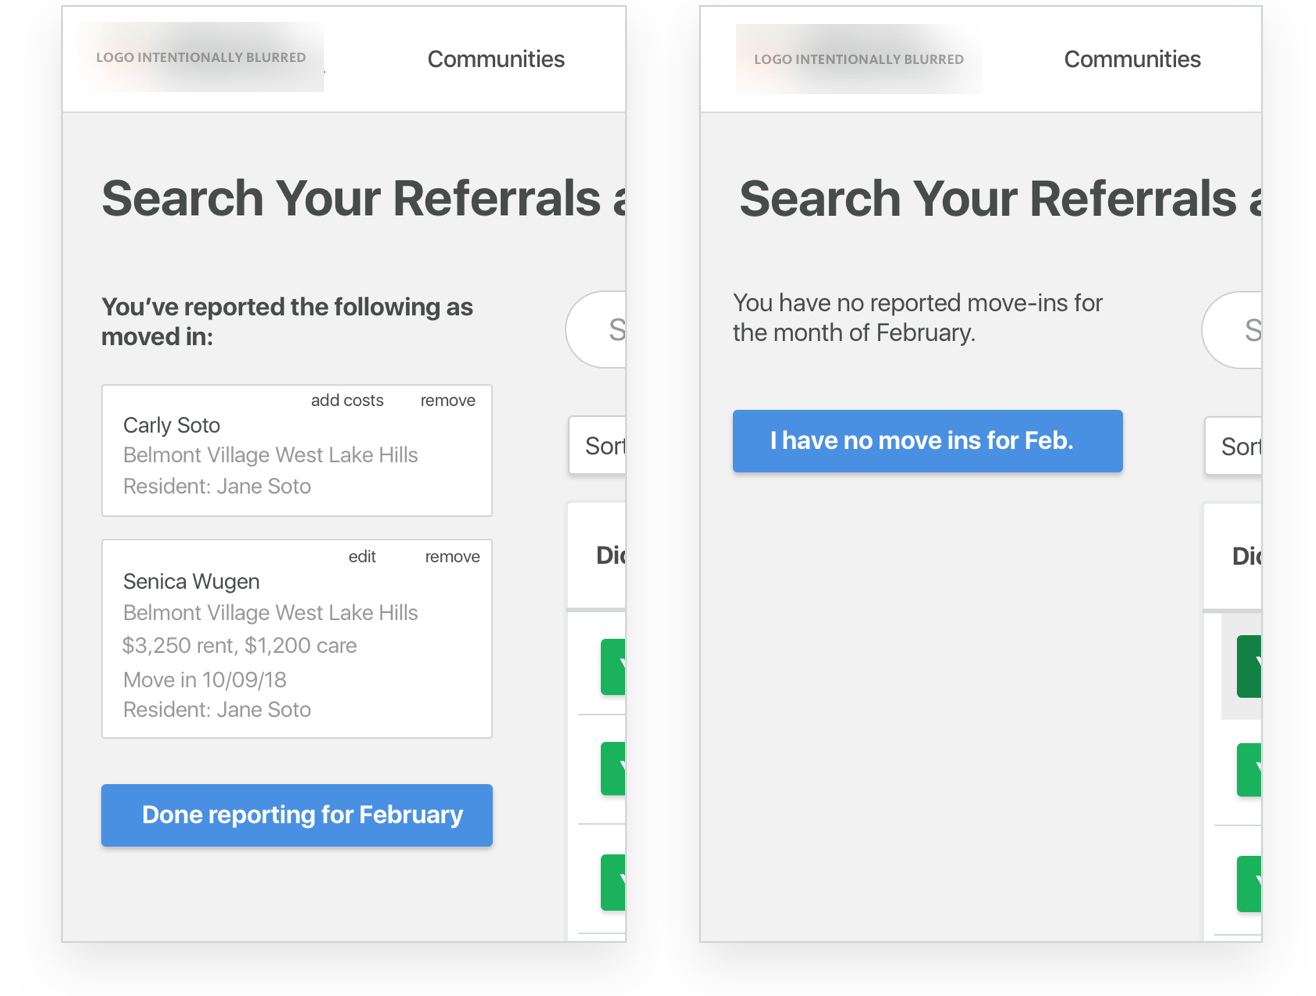 LOGO INTENTIONALLY BLURRED
Communities
Search Your Referrals a
You’ve reported the following as
moved in:
add costs remove
Carly Soto
Belmont Village West Lake Hills
Resident: Jane Soto
edit remove
Senica Wugen
Belmont Village West Lake Hills
$3,250 rent, $1,200 care
Move in 10/09/18
Resident: Jane Soto
Done reporting for February
S
Sort
Did
LOGO INTENTIONALLY BLURRED
Communities
Search Your Referrals a
You have no reported move-ins for
the month of February.
I have no move ins for Feb.
S
Sort
Did